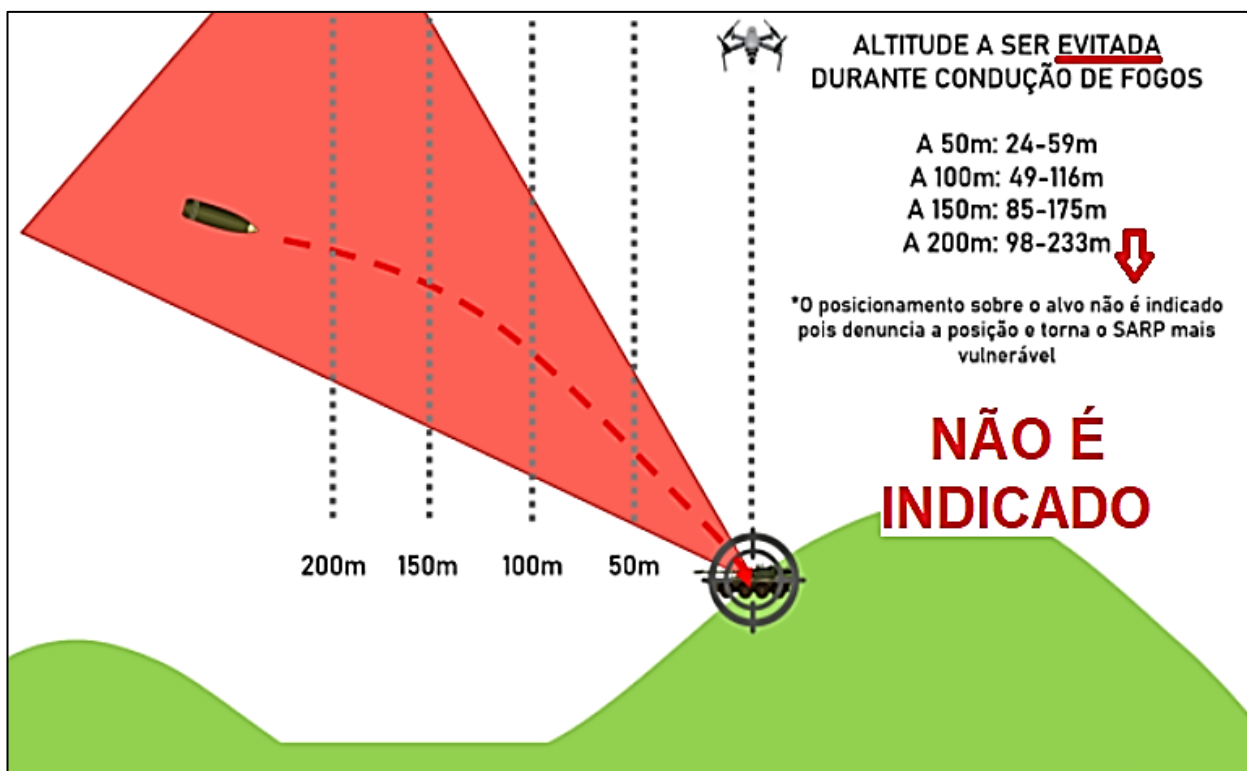 ALTITUDE A SER EVITADA
DURANTE CONDUÇÃO DE FOGOS
A 50m: 24-59m
A 100m: 49-116m
A 150m: 85-175m
A 200m: 98-233m
*O posicionamento sobre o alvo não é indicado
pois denuncia a posição e torna o SARP mais
vulnerável
NÃO É
INDICADO
200m 150m 100m 50m